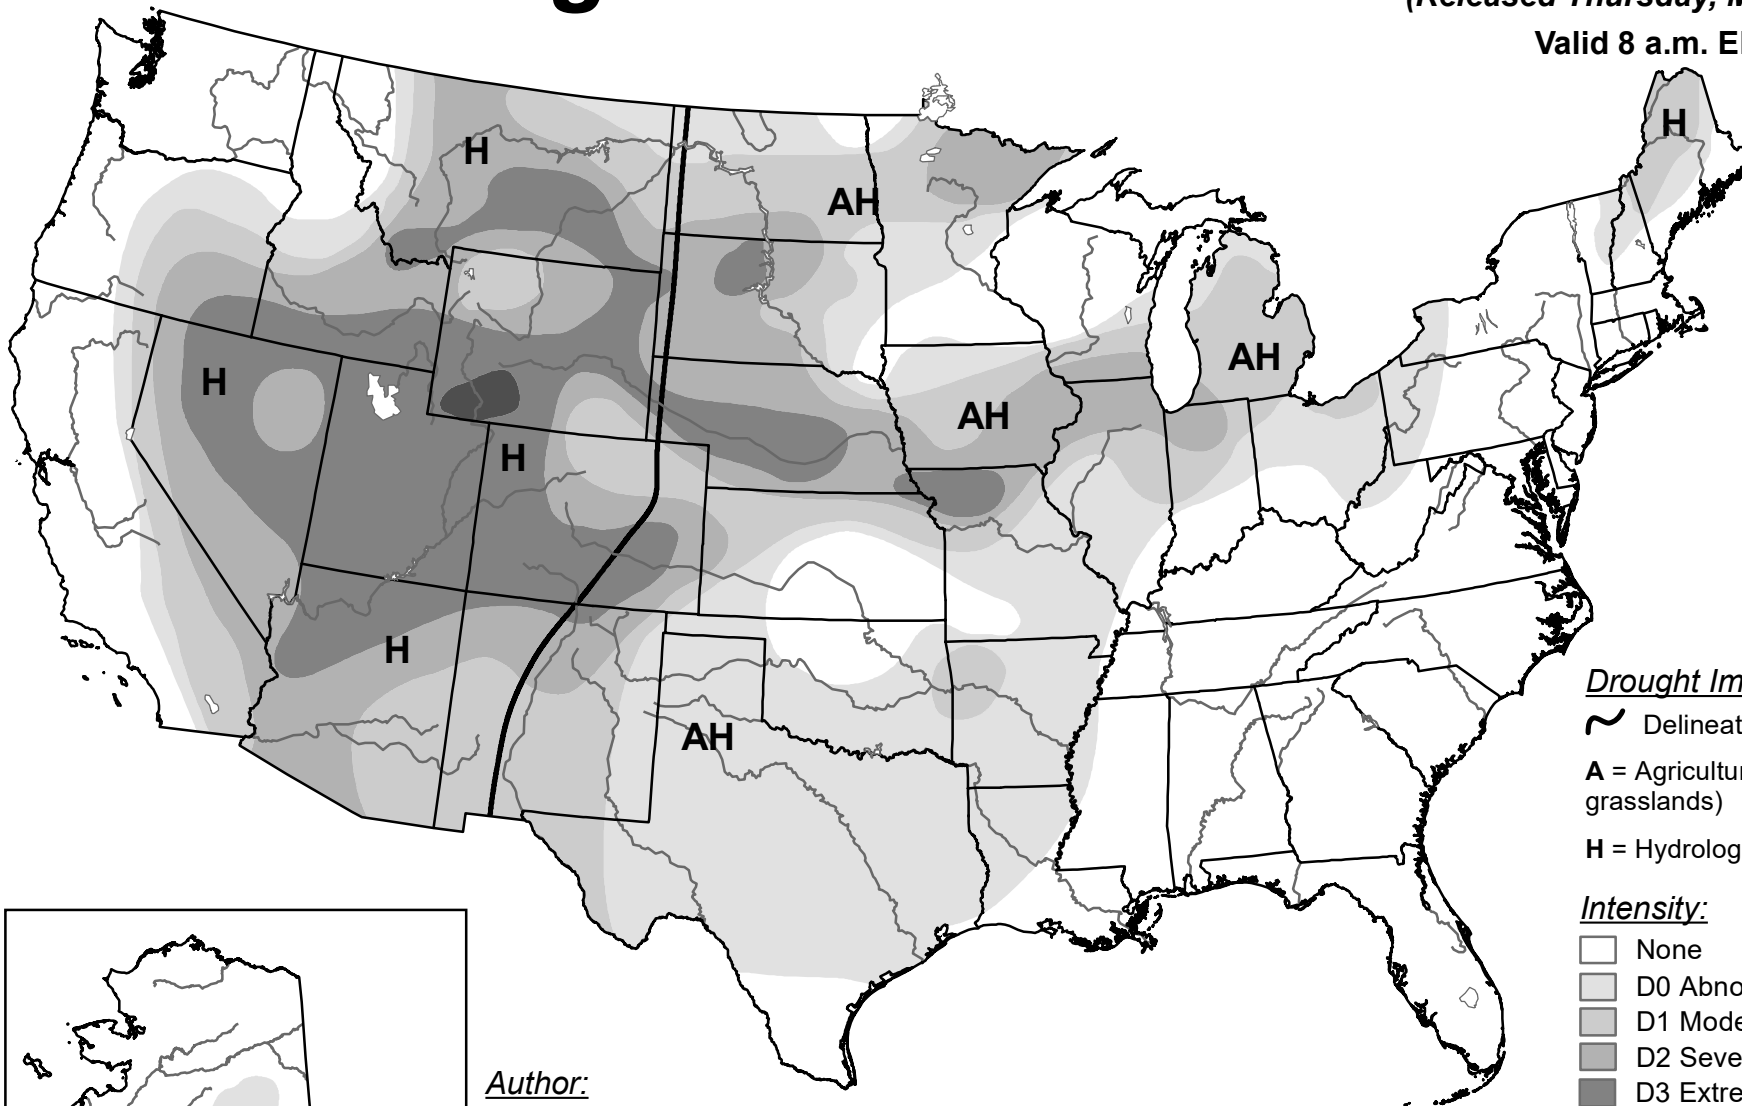 g
(Released Thursday, M
Valid 8 a.m. E
H
H
AH
AH
H
AH
H
H
AH
H
AH
Drought Im
Delineat
A = Agricultur
grasslands)
H = Hydrolog
Intensity:
None
D0 Abno
D1 Mode
D2 Seve
D3 Extre
Author: